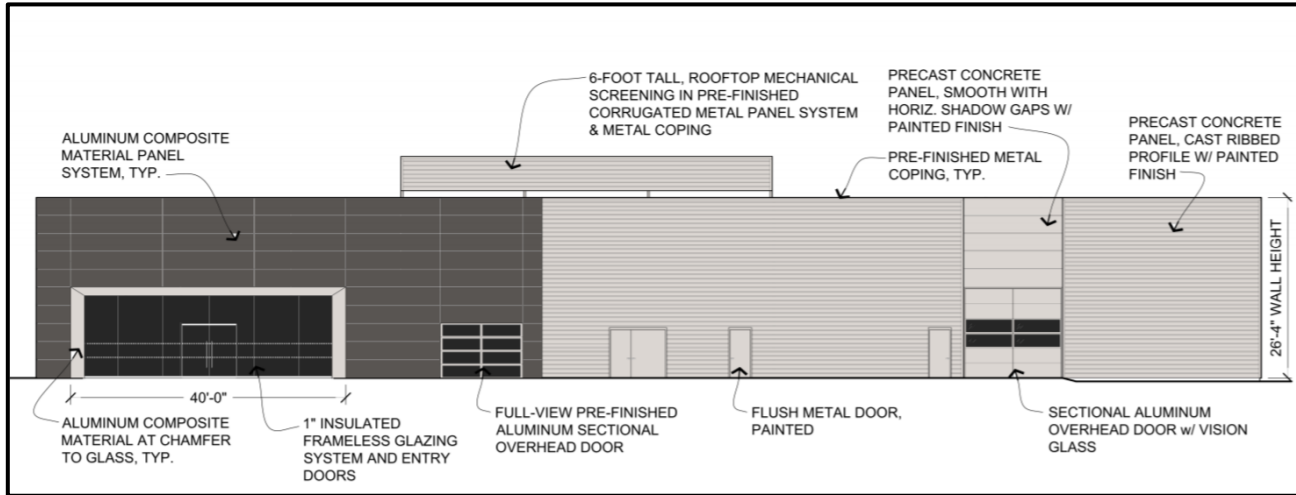 6-FOOT TALL, ROOFTOP MECHANICAL
SCREENING IN PRE-FINISHED
CORRUGATED METAL PANEL SYSTEM
& METAL COPING
PRECAST CONCRETE
PANEL, SMOOTH WITH
HORIZ. SHADOW GAPS W/
PAINTED FINISH
PRECAST CONCRETE
PANEL, CAST RIBBED
PROFILE W/ PAINTED
FINISH
ALUMINUM COMPOSITE
MATERIAL PANEL
SYSTEM, TYP.
PRE-FINISHED METAL
COPING, TYP.
26'-4" WALL HEIGHT
40'-0"
ALUMINUM COMPOSITE
MATERIAL AT CHAMFER
TO GLASS, TYP.
1" INSULATED
FRAMELESS GLAZING
SYSTEM AND ENTRY
DOORS
FULL-VIEW PRE-FINISHED
ALUMINUM SECTIONAL
OVERHEAD DOOR
FLUSH METAL DOOR,
PAINTED
SECTIONAL ALUMINUM
OVERHEAD DOOR w/ VISION
GLASS